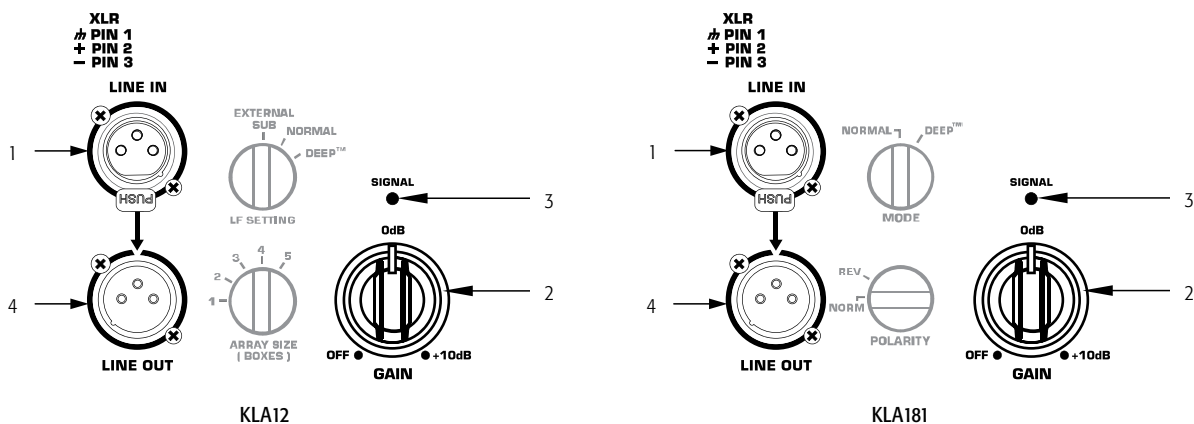 XLR
PIN 1
+ PIN 2
− PIN 3
LINE IN
EXTERNAL
SUB
NORMAL
DEEP™
LF SETTING
1
PUSH
SIGNAL
3
0dB
1
2
3
4
5
ARRAY SIZE
( BOXES )
4
2
OFF
+10dB
GAIN
LINE OUT
KLA12
XLR
PIN 1
+ PIN 2
− PIN 3
LINE IN
NORMAL
DEEP™
MODE
1
PUSH
SIGNAL
3
0dB
REV
NORM
POLARITY
4
2
OFF
+10dB
GAIN
LINE OUT
KLA181